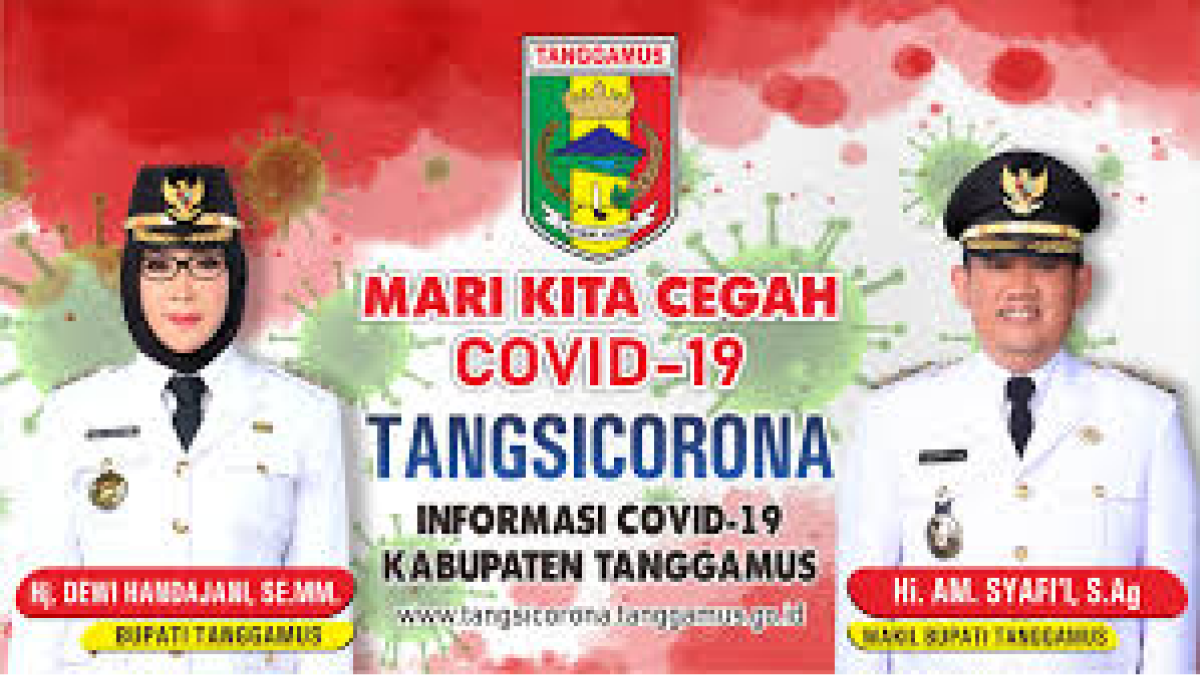 TANGGAMUS
MARI KITA CEGAH
COVID-19
TANGSICORONA
INFORMASI COVID-19
KABUPATEN TANGGAMUS
www.tangsicorona.tanggamus.go.id
Hj. DEWI HANDAJANI, SE.MM.
BUPATI TANGGAMUS
Hi. AM. SYAFI'I, S.Ag
WAKIL BUPATI TANGGAMUS